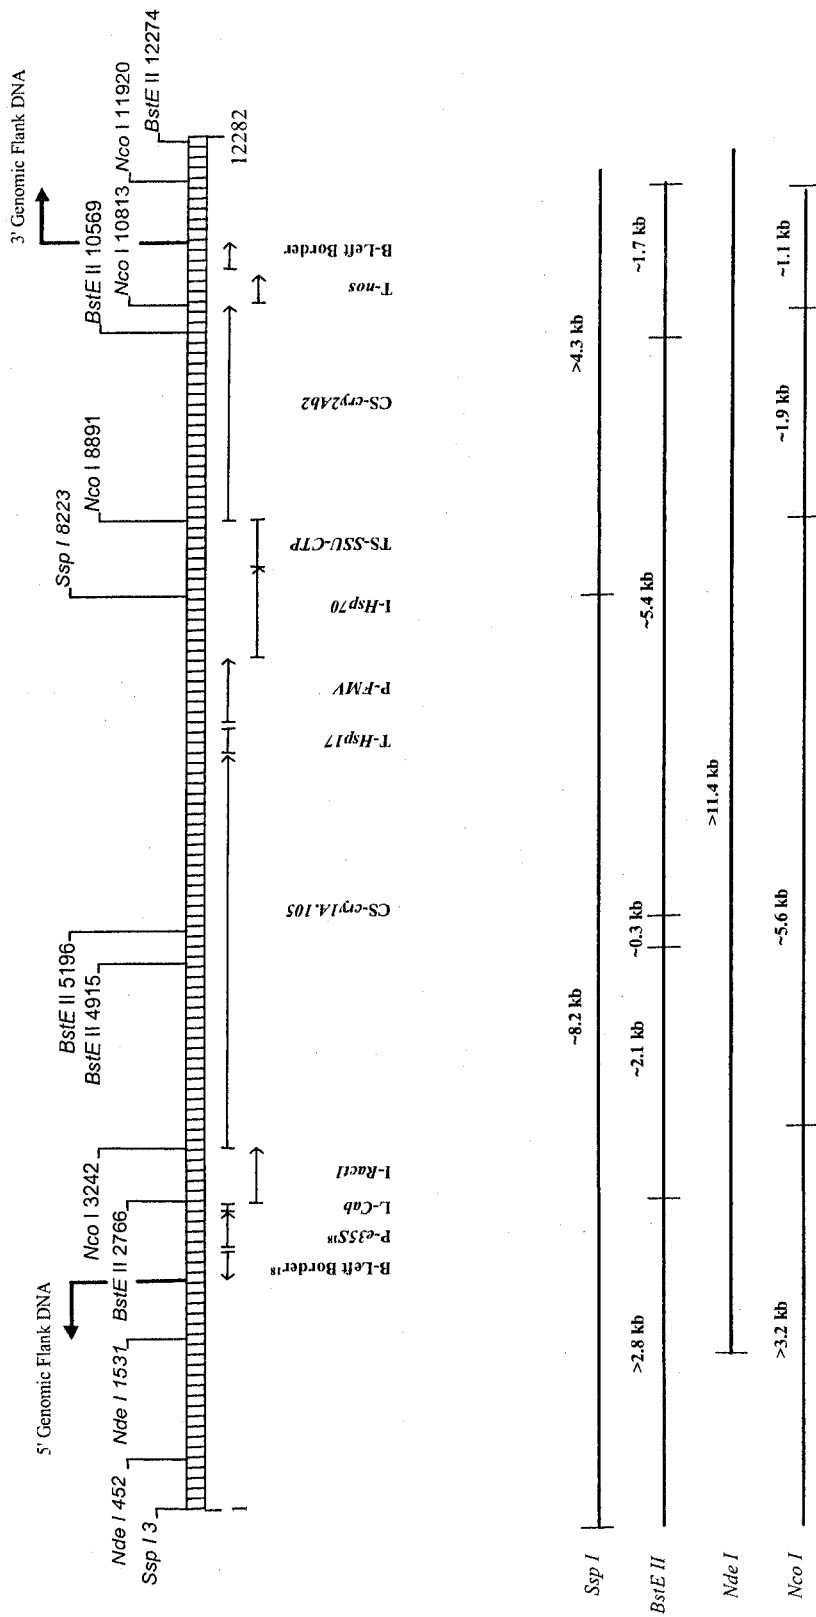 5' Genomic Flank DNA
3' Genomic Flank DNA
Ssp I 3
Nde I 452
Nde I 1531
BstE II 2766
Nco I 3242
BstE II 4915
BstE II 5196
Ssp I 8223
Nco I 8891
BstE II 10569
Nco I 10813
Nco I 11920
BstE II 12274
1
12282
B-Left Border¹⁸
P-e35S¹⁸
L-Cab
I-Ract1
CS-cry1A.105
T-Hsp17
P-FMV
I-Hsp70
TS-SSU-CTP
CS-cry2Ab2
T-nos
B-Left Border
Ssp I
~8.2 kb
>4.3 kb
BstE II
>2.8 kb
~2.1 kb
~0.3 kb
~5.4 kb
~1.7 kb
Nde I
>11.4 kb
Nco I
>3.2 kb
~5.6 kb
~1.9 kb
~1.1 kb